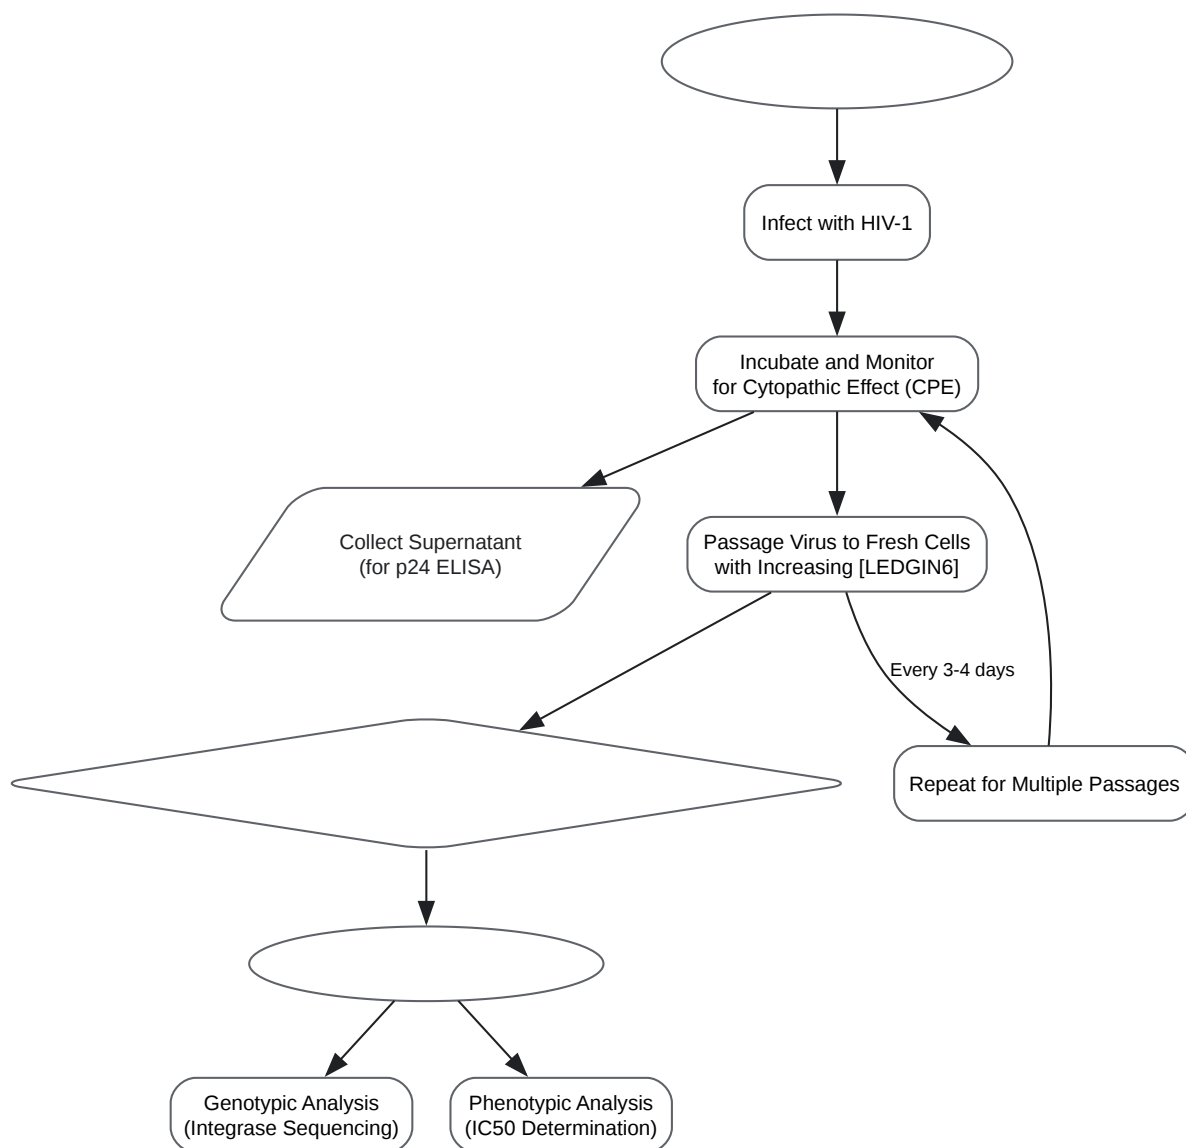 Infect with HIV-1
Incubate and Monitor
for Cytopathic Effect (CPE)
Collect Supernatant
(for p24 ELISA)
Passage Virus to Fresh Cells
with Increasing [LEDGIN6]
Every 3-4 days
Repeat for Multiple Passages
Genotypic Analysis
(Integrase Sequencing)
Phenotypic Analysis
(IC50 Determination)